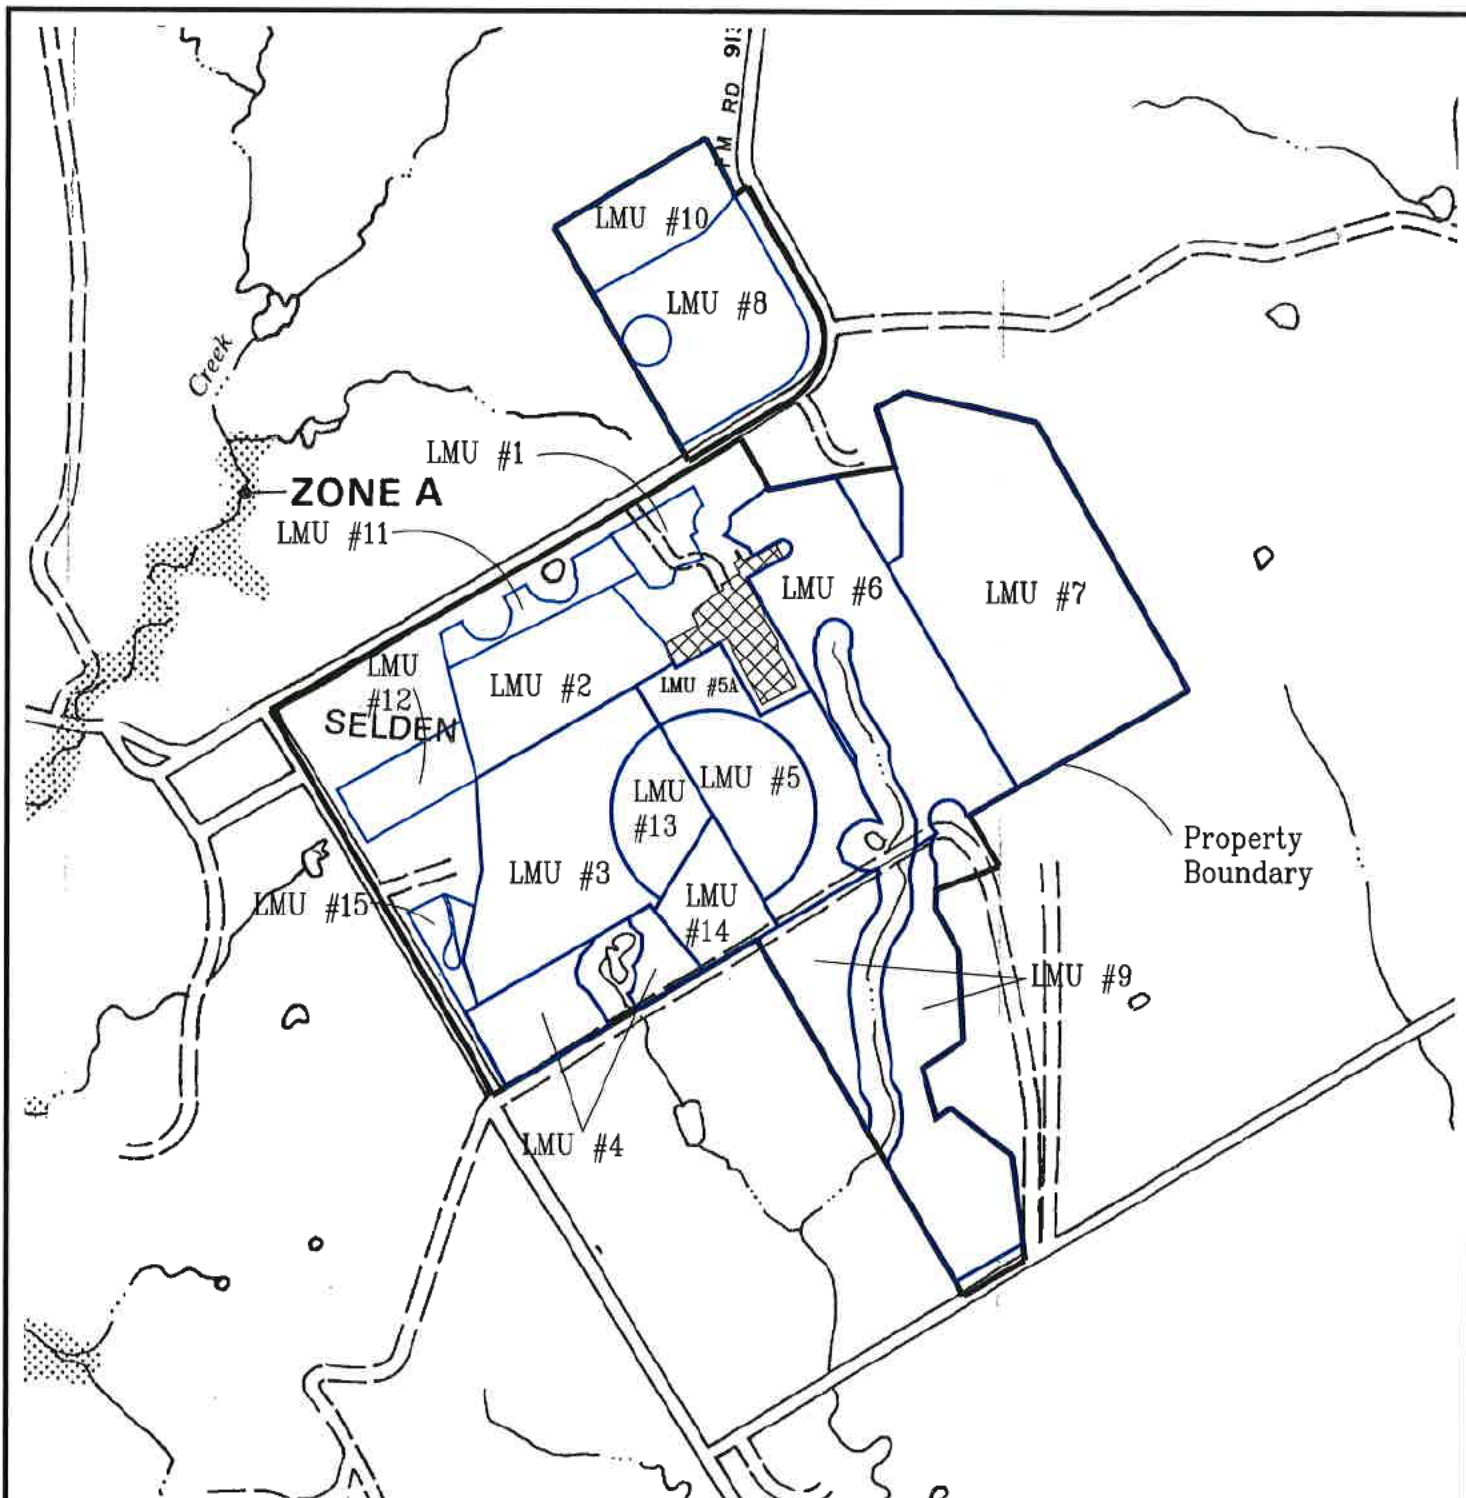 FM RD 913
LMU #10
LMU #8
Creek
LMU #1
ZONE A
LMU #11
LMU #6
LMU #7
LMU
#12
LMU #2
LMU #5A
SELDEN
LMU #5
LMU
#13
Property
Boundary
LMU #3
LMU #15
LMU
#14
LMU #9
LMU #4